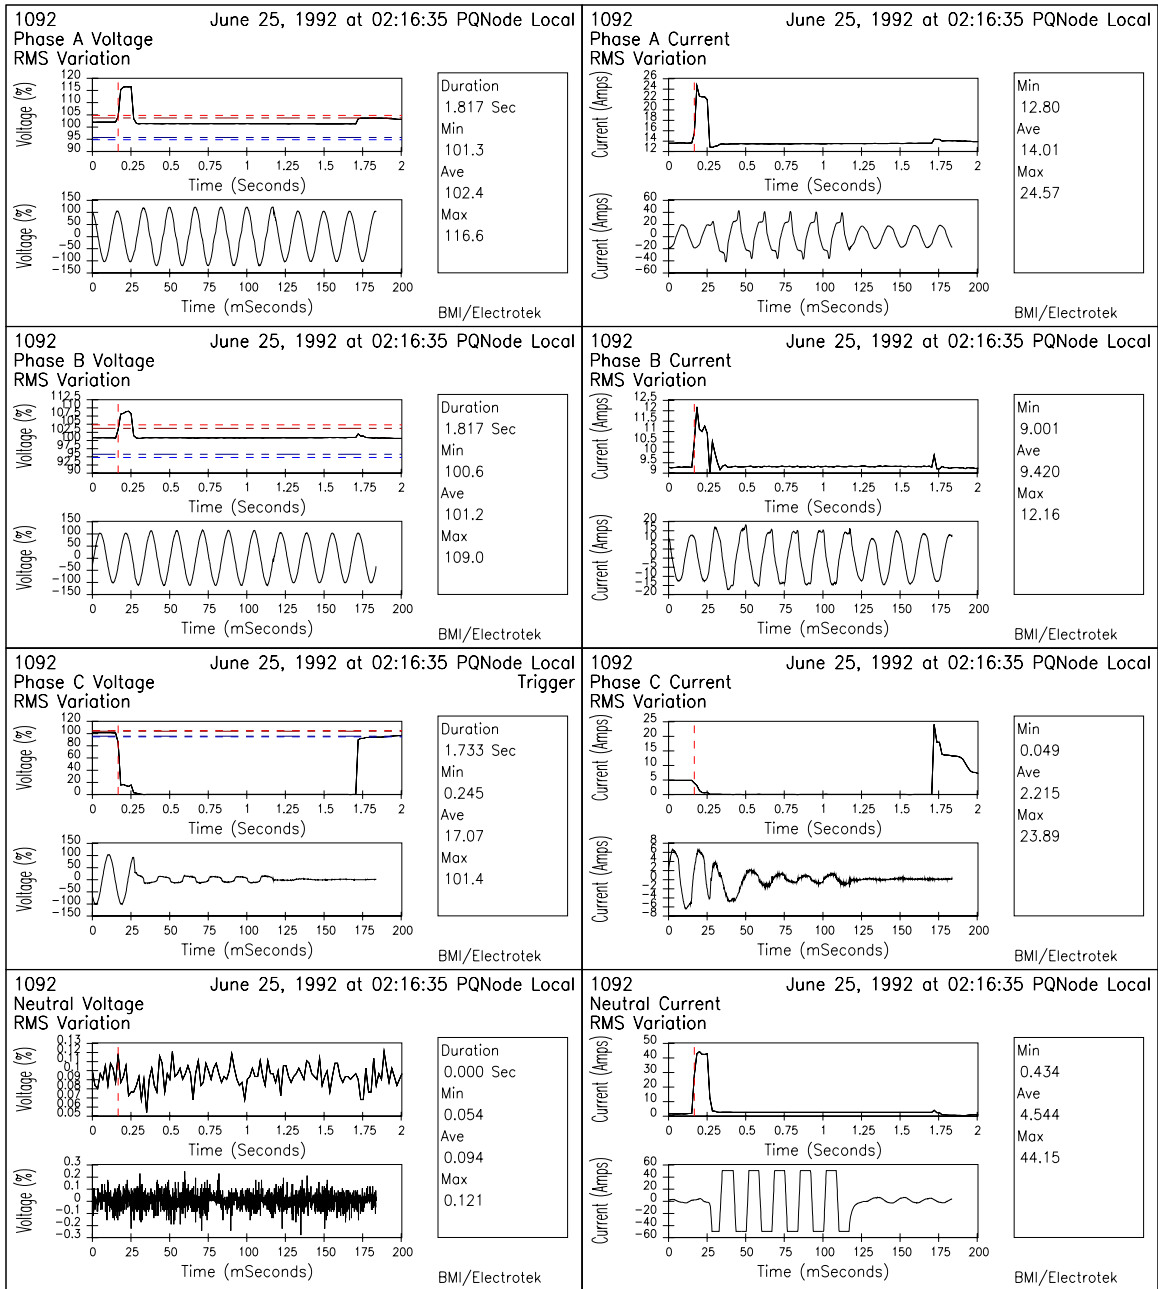 1092 June 25, 1992 at 02:16:35 PQNode Local
Phase A Voltage
RMS Variation
Voltage (%)
120
115
110
105
100
95
90
0 0.25 0.5 0.75 1 1.25 1.5 1.75 2
Time (Seconds)
Voltage (%)
150
100
50
0
-50
-100
-150
0 25 50 75 100 125 150 175 200
Time (mSeconds)
Duration
1.817 Sec
Min
101.3
Ave
102.4
Max
116.6
BMI/Electrotek
1092 June 25, 1992 at 02:16:35 PQNode Local
Phase A Current
RMS Variation
Current (Amps)
26
24
22
20
18
16
14
12
0 0.25 0.5 0.75 1 1.25 1.5 1.75 2
Time (Seconds)
Current (Amps)
60
40
20
0
-20
-40
-60
0 25 50 75 100 125 150 175 200
Time (mSeconds)
Min
12.80
Ave
14.01
Max
24.57
BMI/Electrotek
1092 June 25, 1992 at 02:16:35 PQNode Local
Phase B Voltage
RMS Variation
Voltage (%)
112.5
110
107.5
105
102.5
100
97.5
95
92.5
90
0 0.25 0.5 0.75 1 1.25 1.5 1.75 2
Time (Seconds)
Voltage (%)
150
100
50
0
-50
-100
-150
0 25 50 75 100 125 150 175 200
Time (mSeconds)
Duration
1.817 Sec
Min
100.6
Ave
101.2
Max
109.0
BMI/Electrotek
1092 June 25, 1992 at 02:16:35 PQNode Local
Phase B Current
RMS Variation
Current (Amps)
12.5
12
11.5
11
10.5
10
9.5
9
0 0.25 0.5 0.75 1 1.25 1.5 1.75 2
Time (Seconds)
Current (Amps)
20
15
10
5
0
-5
-10
-15
-20
0 25 50 75 100 125 150 175 200
Time (mSeconds)
Min
9.001
Ave
9.420
Max
12.16
BMI/Electrotek
1092 June 25, 1992 at 02:16:35 PQNode Local
Phase C Voltage Trigger
RMS Variation
Voltage (%)
120
100
80
60
40
20
0
0 0.25 0.5 0.75 1 1.25 1.5 1.75 2
Time (Seconds)
Voltage (%)
150
100
50
0
-50
-100
-150
0 25 50 75 100 125 150 175 200
Time (mSeconds)
Duration
1.733 Sec
Min
0.245
Ave
17.07
Max
101.4
BMI/Electrotek
1092 June 25, 1992 at 02:16:35 PQNode Local
Phase C Current
RMS Variation
Current (Amps)
25
20
15
10
5
0
0 0.25 0.5 0.75 1 1.25 1.5 1.75 2
Time (Seconds)
Current (Amps)
8
6
4
2
0
-2
-4
-6
-8
0 25 50 75 100 125 150 175 200
Time (mSeconds)
Min
0.049
Ave
2.215
Max
23.89
BMI/Electrotek
1092 June 25, 1992 at 02:16:35 PQNode Local
Neutral Voltage
RMS Variation
Voltage (%)
0.13
0.12
0.11
0.1
0.09
0.08
0.07
0.06
0.05
0 0.25 0.5 0.75 1 1.25 1.5 1.75 2
Time (Seconds)
Voltage (%)
0.3
0.2
0.1
0
-0.1
-0.2
-0.3
0 25 50 75 100 125 150 175 200
Time (mSeconds)
Duration
0.000 Sec
Min
0.054
Ave
0.094
Max
0.121
BMI/Electrotek
1092 June 25, 1992 at 02:16:35 PQNode Local
Neutral Current
RMS Variation
Current (Amps)
50
40
30
20
10
0
0 0.25 0.5 0.75 1 1.25 1.5 1.75 2
Time (Seconds)
Current (Amps)
60
40
20
0
-20
-40
-60
0 25 50 75 100 125 150 175 200
Time (mSeconds)
Min
0.434
Ave
4.544
Max
44.15
BMI/Electrotek